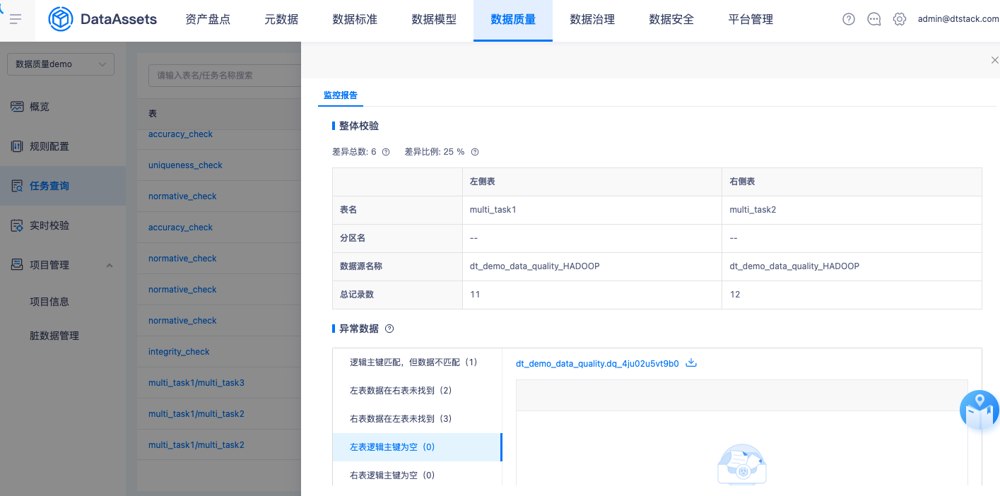 DataAssets 资产盘点 元数据 数据标准 数据模型 数据质量 数据治理 数据安全 平台管理 admin@dtstack.com
数据质量demo
概览
规则配置
任务查询
实时校验
项目管理
项目信息
脏数据管理
请输入表名/任务名称搜索
表
accuracy_check
uniqueness_check
normative_check
accuracy_check
normative_check
normative_check
normative_check
integrity_check
multi_task1/multi_task3
multi_task1/multi_task2
multi_task1/multi_task2
监控报告
整体校验
差异总数: 6 差异比例: 25 %
左侧表 右侧表
表名 multi_task1 multi_task2
分区名 -- --
数据源名称 dt_demo_data_quality_HADOOP dt_demo_data_quality_HADOOP
总记录数 11 12
异常数据
逻辑主键匹配，但数据不匹配（1）
左表数据在右表未找到（2）
右表数据在左表未找到（3）
左表逻辑主键为空（0）
右表逻辑主键为空（0）
dt_demo_data_quality.dq_4ju02u5vt9b0